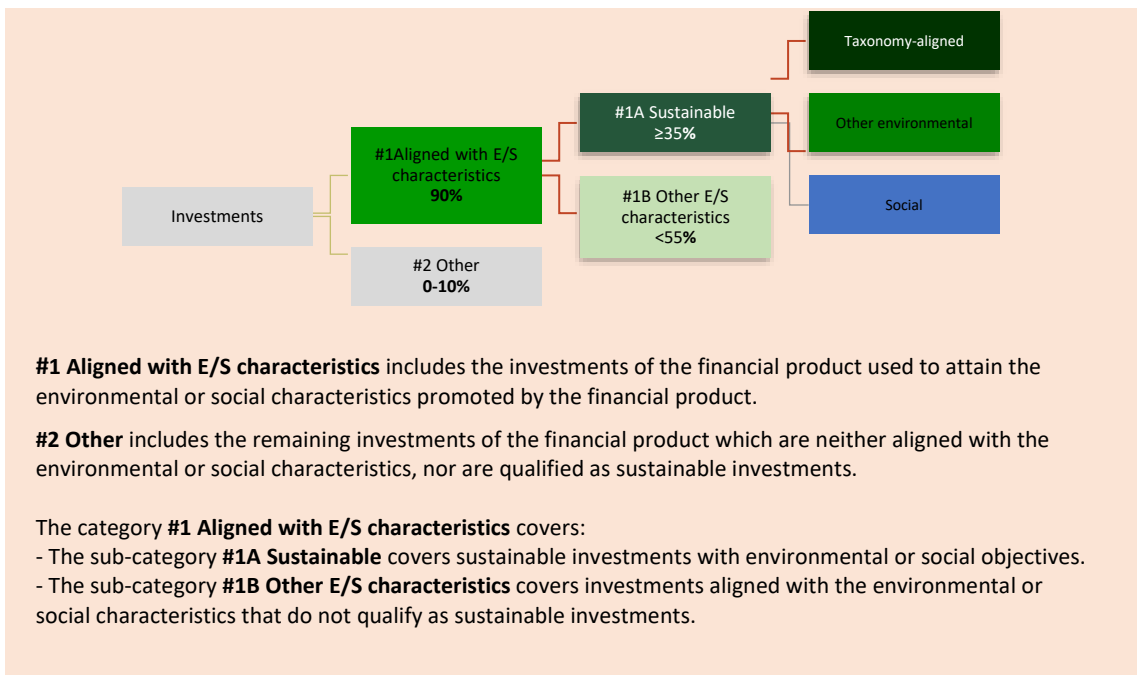 Taxonomy-aligned
#1A Sustainable
≥35%
Other environmental
#1Aligned with E/S
characteristics
90%
#1B Other E/S
characteristics
<55%
Social
Investments
#2 Other
0-10%
#1 Aligned with E/S characteristics includes the investments of the financial product used to attain the
environmental or social characteristics promoted by the financial product.
#2 Other includes the remaining investments of the financial product which are neither aligned with the
environmental or social characteristics, nor are qualified as sustainable investments.
The category #1 Aligned with E/S characteristics covers:
- The sub-category #1A Sustainable covers sustainable investments with environmental or social objectives.
- The sub-category #1B Other E/S characteristics covers investments aligned with the environmental or
social characteristics that do not qualify as sustainable investments.